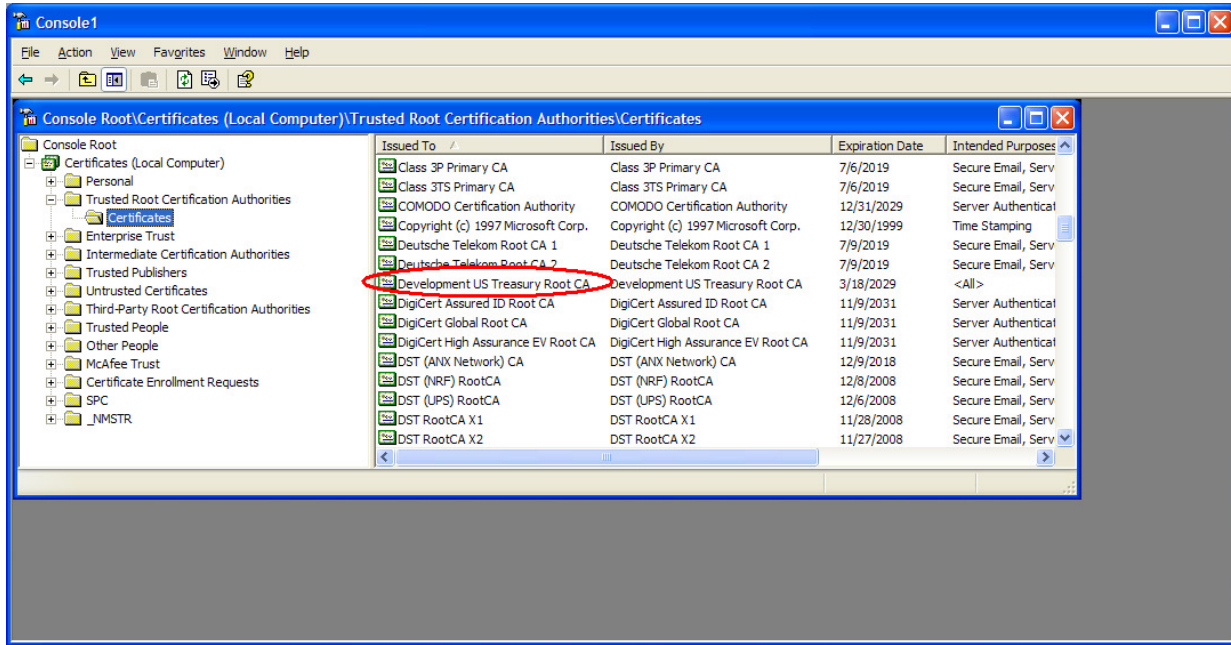 Console1
File Action View Favorites Window Help
Console Root\Certificates (Local Computer)\Trusted Root Certification Authorities\Certificates
Console Root
Certificates (Local Computer)
Personal
Trusted Root Certification Authorities
Certificates
Enterprise Trust
Intermediate Certification Authorities
Trusted Publishers
Untrusted Certificates
Third-Party Root Certification Authorities
Trusted People
Other People
McAfee Trust
Certificate Enrollment Requests
SPC
_NMSTR
Issued To Issued By Expiration Date Intended Purposes
Class 3P Primary CA Class 3P Primary CA 7/6/2019 Secure Email, Serv
Class 3TS Primary CA Class 3TS Primary CA 7/6/2019 Secure Email, Serv
COMODO Certification Authority COMODO Certification Authority 12/31/2029 Server Authenticat
Copyright (c) 1997 Microsoft Corp. Copyright (c) 1997 Microsoft Corp. 12/30/1999 Time Stamping
Deutsche Telekom Root CA 1 Deutsche Telekom Root CA 1 7/9/2019 Secure Email, Serv
Deutsche Telekom Root CA 2 Deutsche Telekom Root CA 2 7/9/2019 Secure Email, Serv
Development US Treasury Root CA Development US Treasury Root CA 3/18/2029 <All>
DigiCert Assured ID Root CA DigiCert Assured ID Root CA 11/9/2031 Server Authenticat
DigiCert Global Root CA DigiCert Global Root CA 11/9/2031 Server Authenticat
DigiCert High Assurance EV Root CA DigiCert High Assurance EV Root CA 11/9/2031 Server Authenticat
DST (ANX Network) CA DST (ANX Network) CA 12/9/2018 Secure Email, Serv
DST (NRF) RootCA DST (NRF) RootCA 12/8/2008 Secure Email, Serv
DST (UPS) RootCA DST (UPS) RootCA 12/6/2008 Secure Email, Serv
DST RootCA X1 DST RootCA X1 11/28/2008 Secure Email, Serv
DST RootCA X2 DST RootCA X2 11/27/2008 Secure Email, Serv